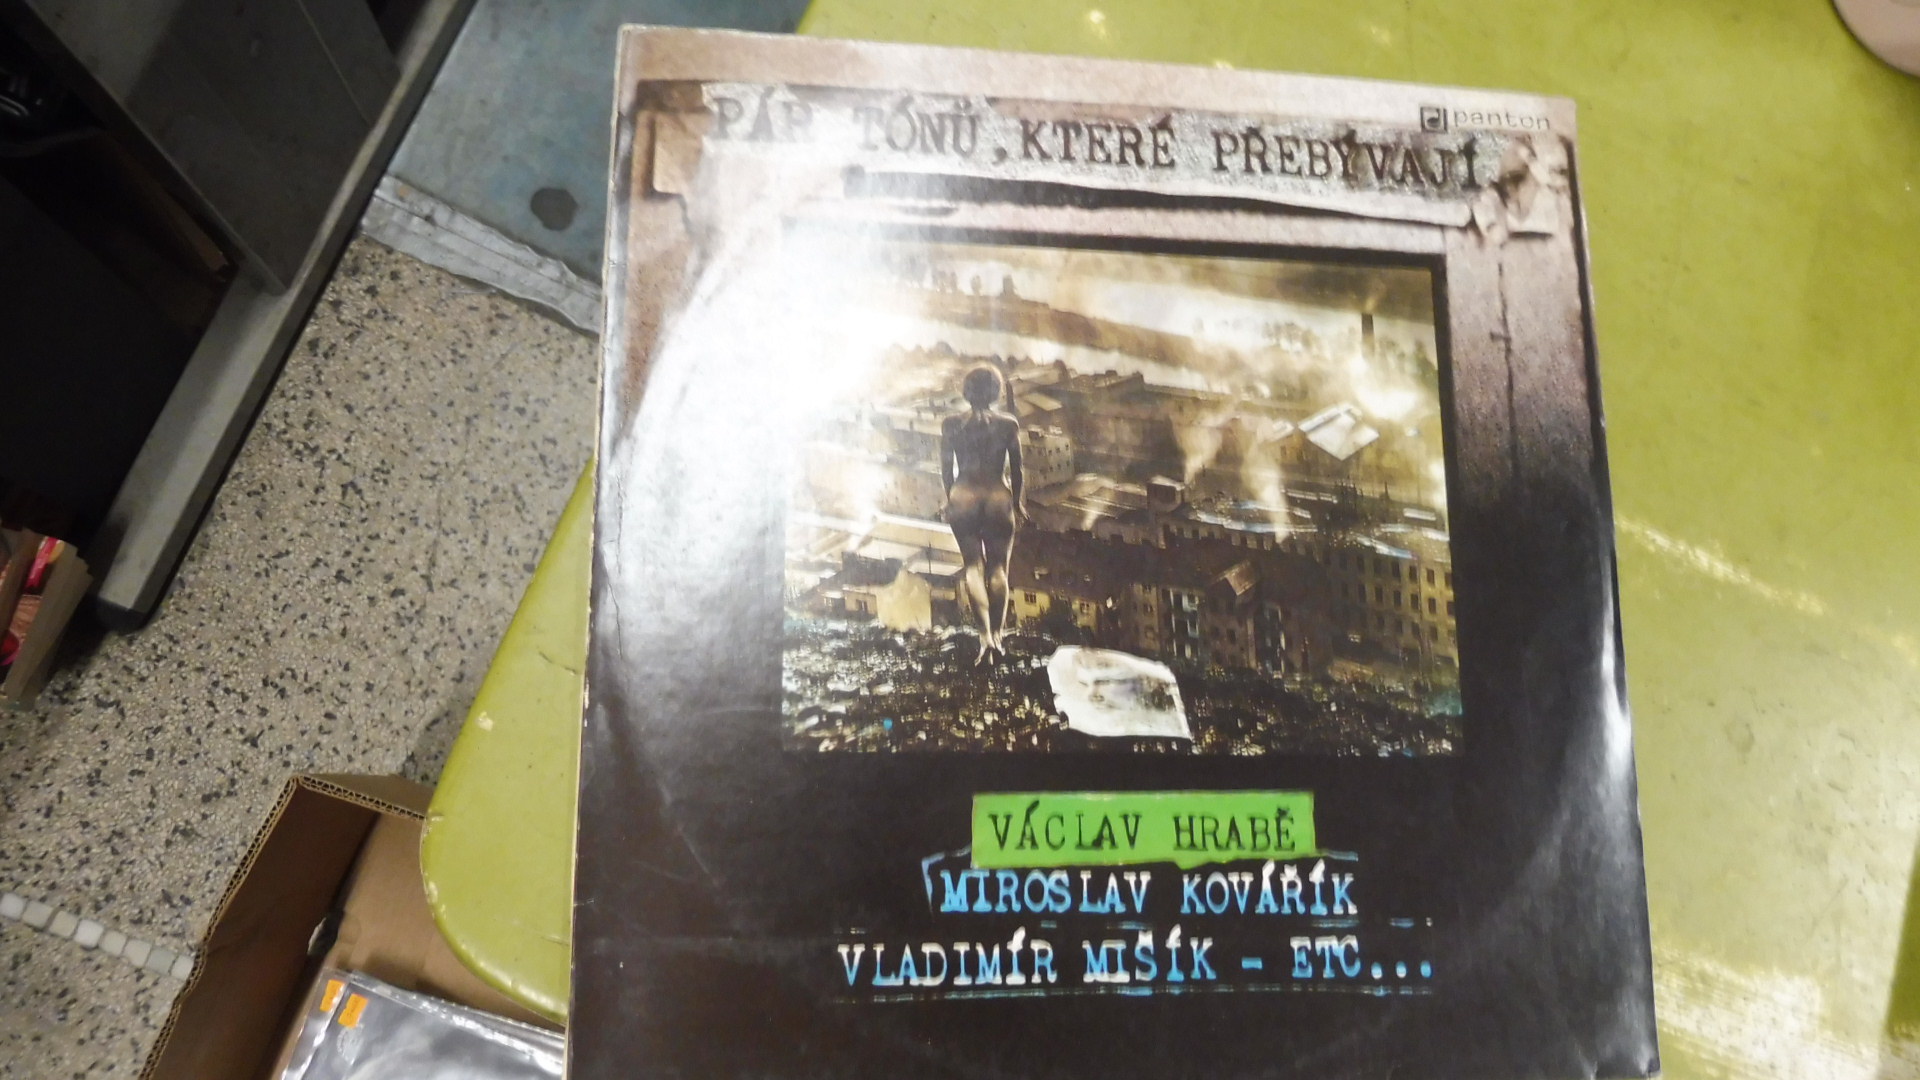 panton
PÁR TÓNŮ, KTERÉ PŘEBÝVAJÍ
VÁCLAV HRABĚ
MIROSLAV KOVÁŘÍK
VLADIMÍR MIŠÍK - ETC...